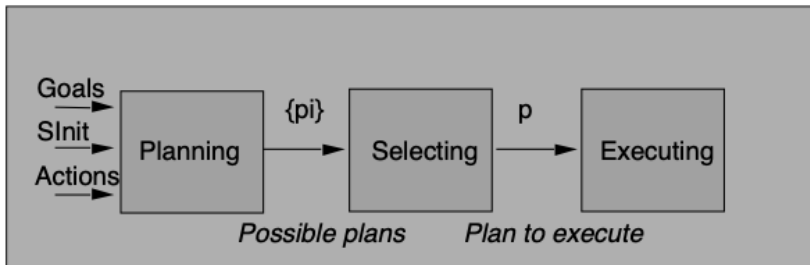 Goals
SInit
Actions
Planning
{pi}
Possible plans
Selecting
p
Plan to execute
Executing